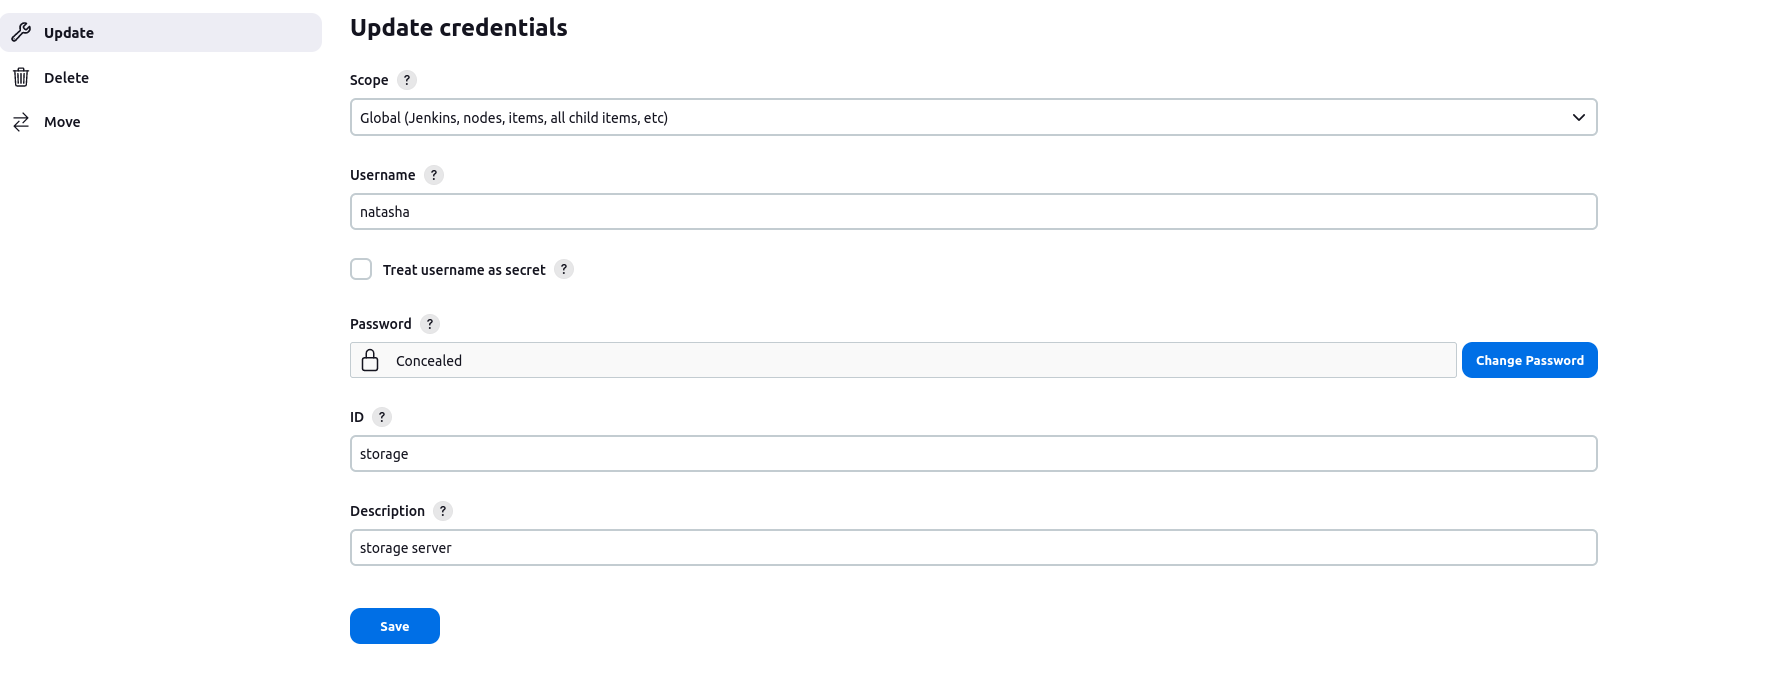 Update
Delete
Move
Update credentials
Scope ?
Global (Jenkins, nodes, items, all child items, etc)
Username ?
natasha
Treat username as secret ?
Password ?
Concealed
Change Password
ID ?
storage
Description ?
storage server
Save